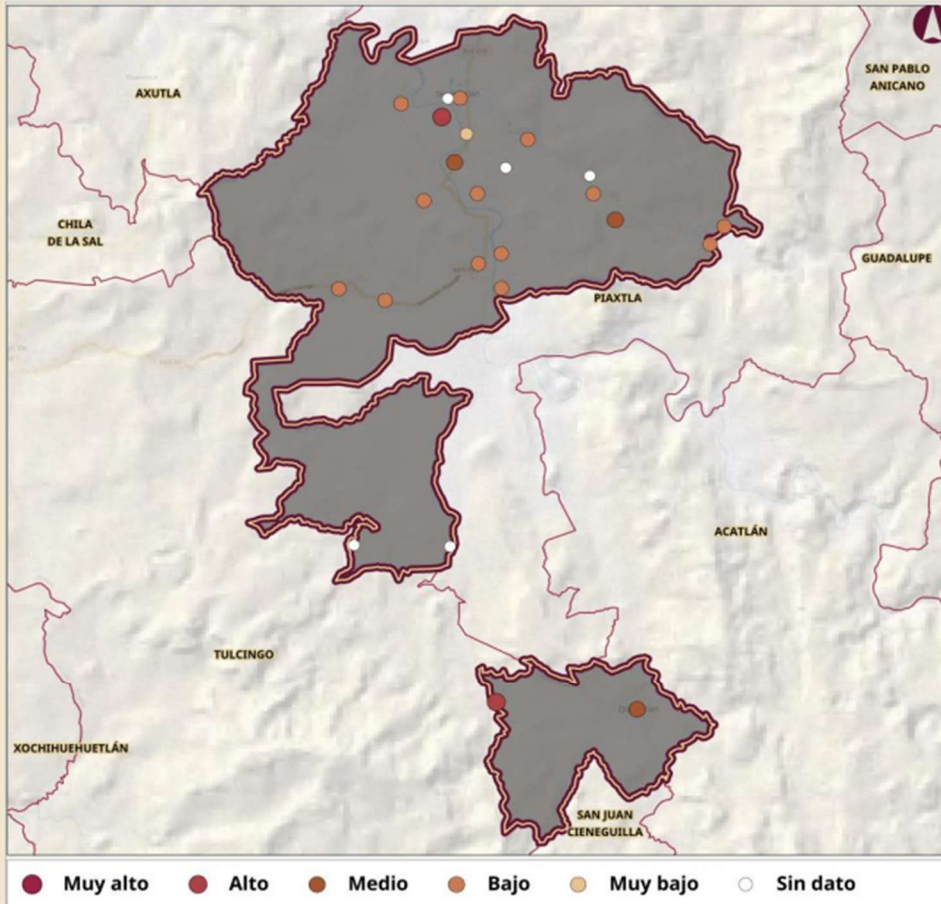 SAN PABLO
ANICANO
AXUTLA
CHILA
DE LA SAL
GUADALUPE
PIAXTLA
ACATLÁN
TULCINGO
XOCHIHUEHUETLÁN
SAN JUAN
CIENEGUILLA
Muy alto Alto Medio Bajo Muy bajo Sin dato